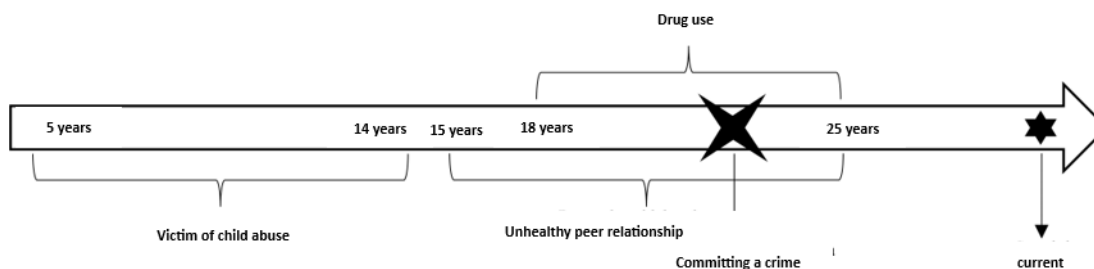 Drug use
5 years
14 years
15 years
18 years
25 years
Victim of child abuse
Unhealthy peer relationship
Committing a crime
current